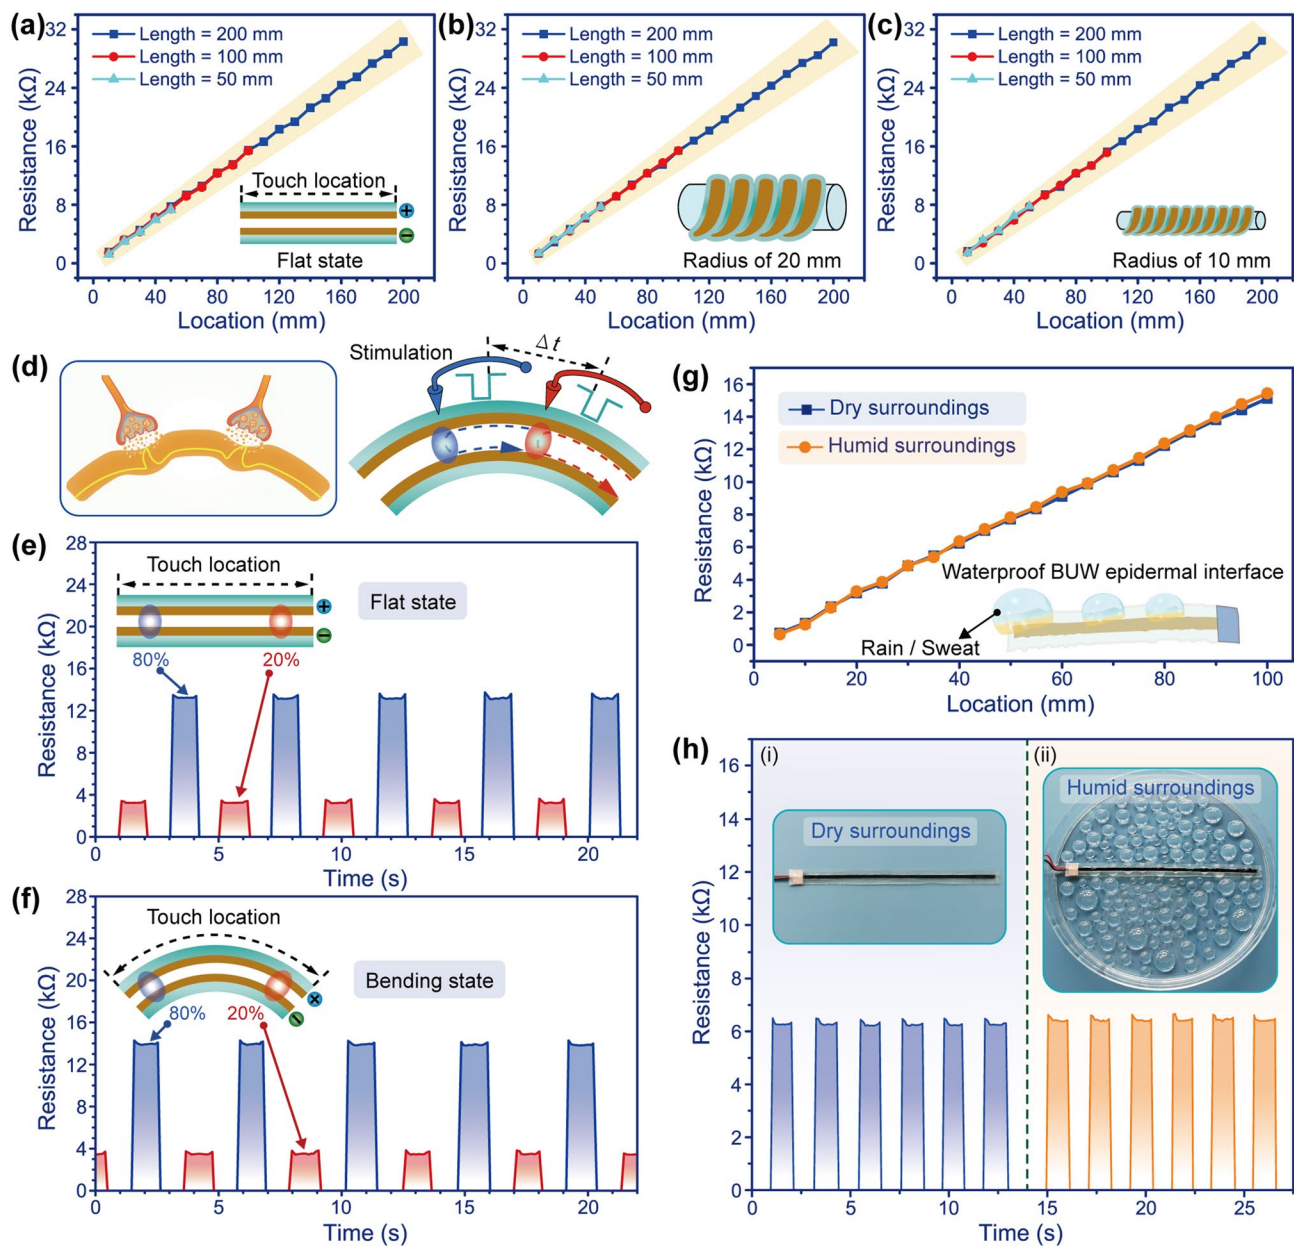 (a)
32
24
16
8
0
Resistance (kΩ)
Length = 200 mm
Length = 100 mm
Length = 50 mm
Touch location
+
−
Flat state
0 40 80 120 160 200
Location (mm)
(b)
32
24
16
8
0
Resistance (kΩ)
Length = 200 mm
Length = 100 mm
Length = 50 mm
Radius of 20 mm
0 40 80 120 160 200
Location (mm)
(c)
32
24
16
8
0
Resistance (kΩ)
Length = 200 mm
Length = 100 mm
Length = 50 mm
Radius of 10 mm
0 40 80 120 160 200
Location (mm)
(d)
Stimulation
Δt
(e)
28
24
20
16
12
8
4
0
Resistance (kΩ)
Touch location
+
−
Flat state
80% 20%
0 5 10 15 20
Time (s)
(f)
28
24
20
16
12
8
4
0
Resistance (kΩ)
Touch location
+
−
Bending state
80% 20%
0 5 10 15 20
Time (s)
(g)
16
14
12
10
8
6
4
2
0
Resistance (kΩ)
Dry surroundings
Humid surroundings
Waterproof BUW epidermal interface
Rain / Sweat
0 20 40 60 80 100
Location (mm)
(h)
16
14
12
10
8
6
4
2
0
Resistance (kΩ)
(i)
Dry surroundings
(ii)
Humid surroundings
0 5 10 15 20 25
Time (s)